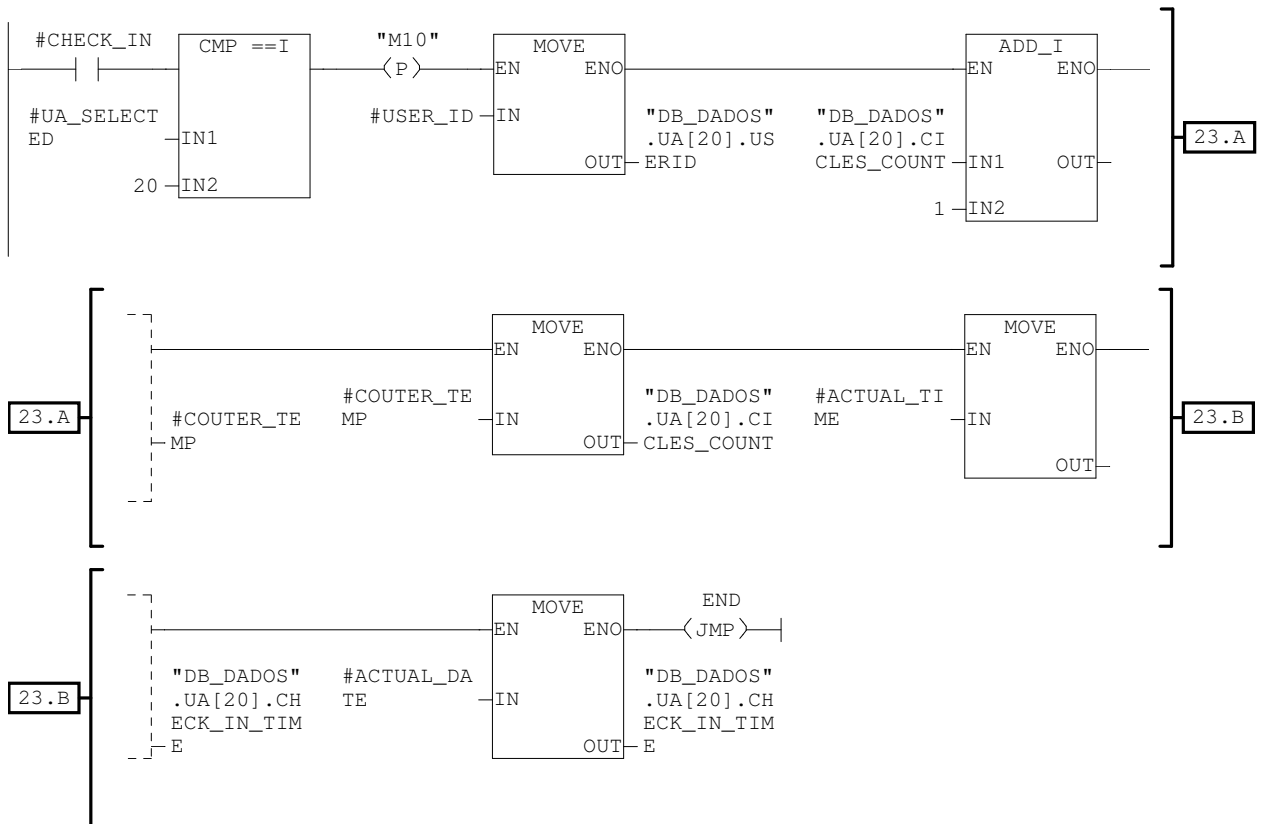 #CHECK_IN
CMP ==I
"M10"
P
MOVE
ADD_I
EN
ENO
EN
ENO
#UA_SELECT
ED
IN1
#USER_ID
IN
"DB_DADOS"
.UA[20].US
ERID
"DB_DADOS"
.UA[20].CI
CLES_COUNT
IN1
OUT
23.A
20
IN2
OUT
1
IN2
MOVE
MOVE
EN
ENO
EN
ENO
23.A
#COUTER_TE
MP
#COUTER_TE
MP
IN
"DB_DADOS"
.UA[20].CI
CLES_COUNT
OUT
#ACTUAL_TI
ME
IN
23.B
OUT
MOVE
END
EN
ENO
JMP
23.B
"DB_DADOS"
.UA[20].CH
ECK_IN_TIM
E
#ACTUAL_DA
TE
IN
"DB_DADOS"
.UA[20].CH
ECK_IN_TIM
E
OUT